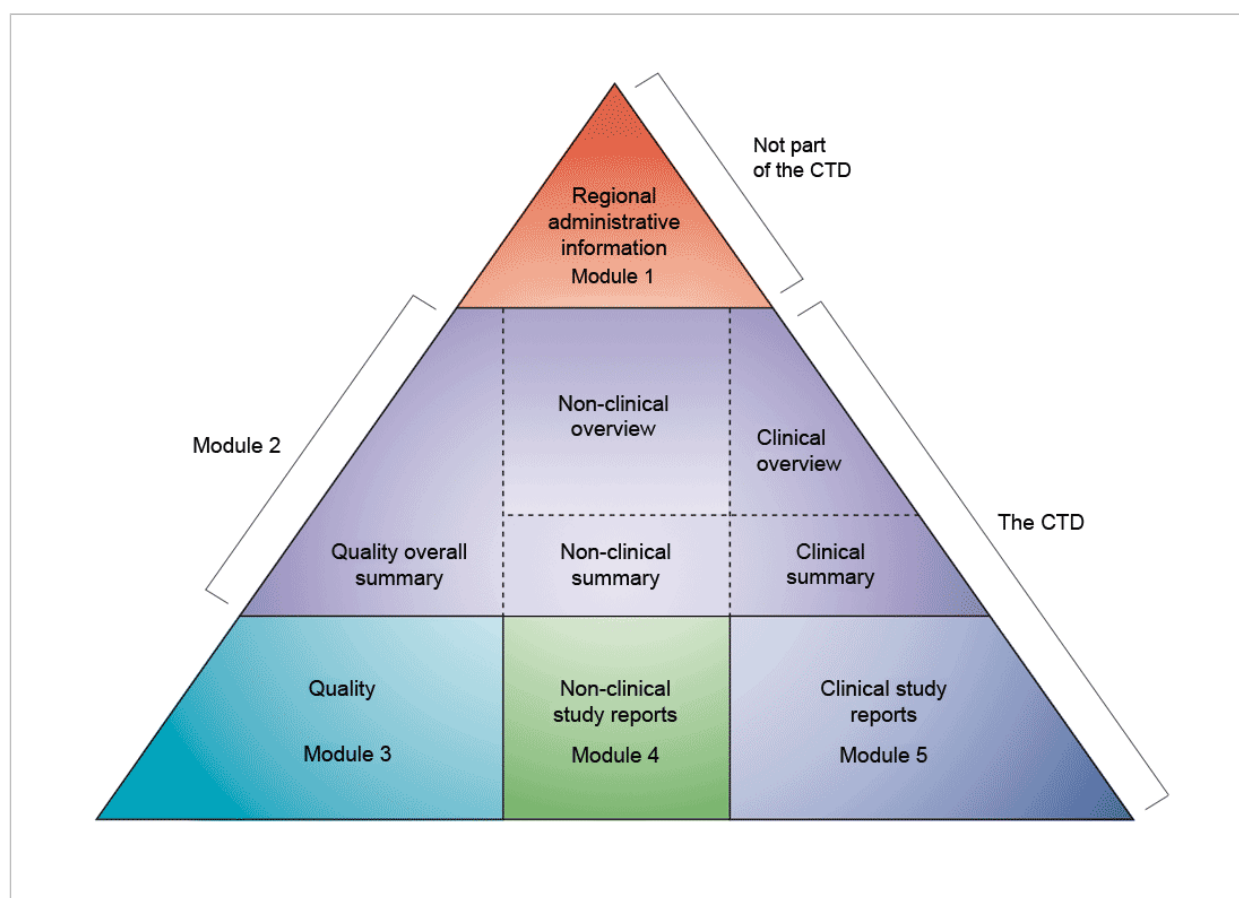 Not part
of the CTD
Regional
administrative
information
Module 1
Module 2
Non-clinical
overview
Clinical
overview
The CTD
Quality overall
summary
Non-clinical
summary
Clinical
summary
Quality
Module 3
Non-clinical
study reports
Module 4
Clinical study
reports
Module 5